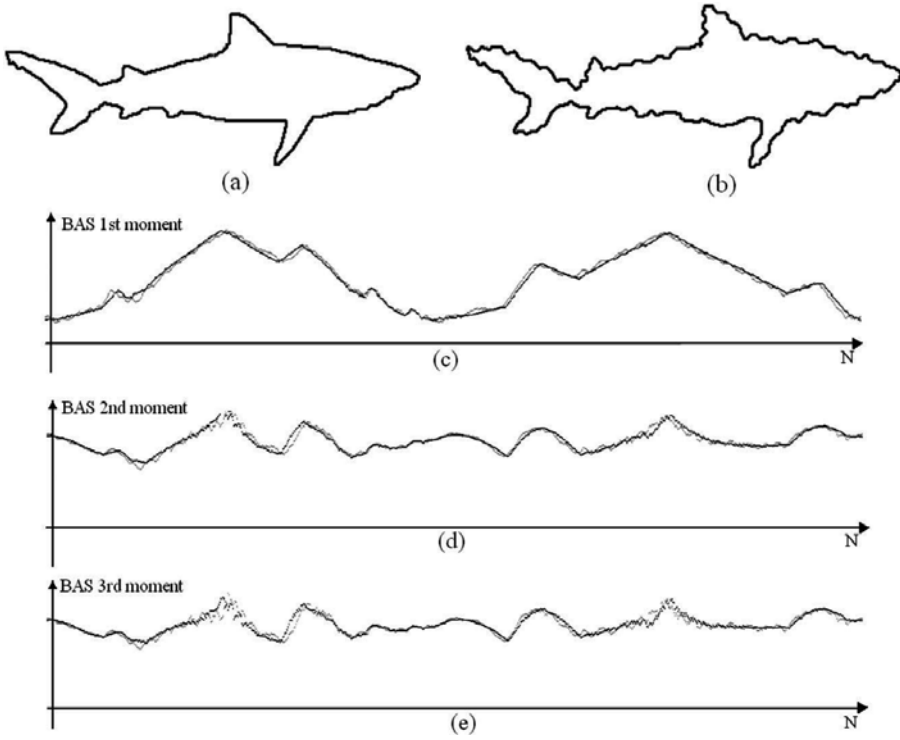 (a)
(b)
BAS 1st moment
N
(c)
BAS 2nd moment
N
(d)
BAS 3rd moment
N
(e)